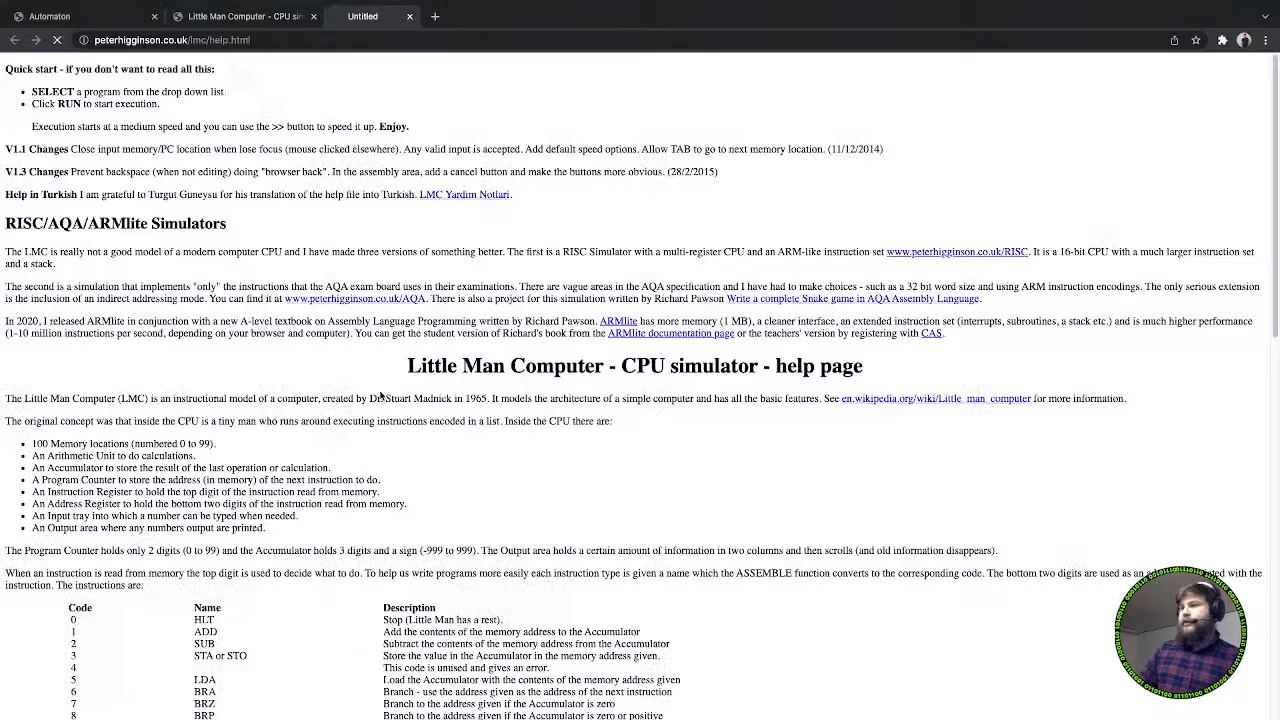 Automaton
Little Man Computer - CPU sim
Untitled
peterhigginson.co.uk/lmc/help.html
Quick start - if you don't want to read all this:
SELECT a program from the drop down list.
Click RUN to start execution.
Execution starts at a medium speed and you can use the >> button to speed it up. Enjoy.
V1.1 Changes Close input memory/PC location when lose focus (mouse clicked elsewhere). Any valid input is accepted. Add default speed options. Allow TAB to go to next memory location. (11/12/2014)
V1.3 Changes Prevent backspace (when not editing) doing "browser back". In the assembly area, add a cancel button and make the buttons more obvious. (28/2/2015)
Help in Turkish I am grateful to Turgut Guneysu for his translation of the help file into Turkish. LMC Yardim Notlari.
RISC/AQA/ARMlite Simulators
The LMC is really not a good model of a modern computer CPU and I have made three versions of something better. The first is a RISC Simulator with a multi-register CPU and an ARM-like instruction set www.peterhigginson.co.uk/RISC. It is a 16-bit CPU with a much larger instruction set
and a stack.
The second is a simulation that implements "only" the instructions that the AQA exam board uses in their examinations. There are vague areas in the AQA specification and I have had to make choices - such as a 32 bit word size and using ARM instruction encodings. The only serious extension
is the inclusion of an indirect addressing mode. You can find it at www.peterhigginson.co.uk/AQA. There is also a project for this simulation written by Richard Pawson Write a complete Snake game in AQA Assembly Language.
In 2020, I released ARMlite in conjunction with a new A-level textbook on Assembly Language Programming written by Richard Pawson. ARMlite has more memory (1 MB), a cleaner interface, an extended instruction set (interrupts, subroutines, a stack etc.) and is much higher performance
(1-10 million instructions per second, depending on your browser and computer). You can get the student version of Richard's book from the ARMlite documentation page or the teachers' version by registering with CAS.
Little Man Computer - CPU simulator - help page
The Little Man Computer (LMC) is an instructional model of a computer, created by Dr Stuart Madnick in 1965. It models the architecture of a simple computer and has all the basic features. See en.wikipedia.org/wiki/Little_man_computer for more information.
The original concept was that inside the CPU is a tiny man who runs around executing instructions encoded in a list. Inside the CPU there are:
100 Memory locations (numbered 0 to 99).
An Arithmetic Unit to do calculations.
An Accumulator to store the result of the last operation or calculation.
A Program Counter to store the address (in memory) of the next instruction to do.
An Instruction Register to hold the top digit of the instruction read from memory.
An Address Register to hold the bottom two digits of the instruction read from memory.
An Input tray into which a number can be typed when needed.
An Output area where any numbers output are printed.
The Program Counter holds only 2 digits (0 to 99) and the Accumulator holds 3 digits and a sign (-999 to 999). The Output area holds a certain amount of information in two columns and then scrolls (and old information disappears).
When an instruction is read from memory the top digit is used to decide what to do. To help us write programs more easily each instruction type is given a name which the ASSEMBLE function converts to the corresponding code. The bottom two digits are used as an with the
instruction. The instructions are:
Code Name Description
0 HLT Stop (Little Man has a rest).
1 ADD Add the contents of the memory address to the Accumulator
2 SUB Subtract the contents of the memory address from the Accumulator
3 STA or STO Store the value in the Accumulator in the memory address given.
4 This code is unused and gives an error.
5 LDA Load the Accumulator with the contents of the memory address given
6 BRA Branch - use the address given as the address of the next instruction
7 BRZ Branch to the address given if the Accumulator is zero
8 BRP Branch to the address given if the Accumulator is zero or positive